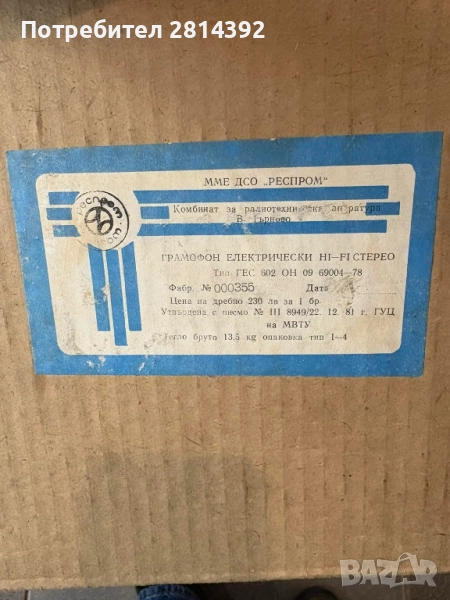 Потребител 2814392
ММЕ ДСО „РЕСПРОМ"
респром
Комбинат за радиотехническа апаратура
В. Търново
ГРАМОФОН ЕЛЕКТРИЧЕСКИ HI—FI СТЕРЕО
Тип ГЕС 602 ОН 09 69004—78
Фабр. № 000355 Дата
Цена на дребно 230 лв за 1 бр.
Утвърдена с писмо № III 8949/22. 12. 81 г. ГУЦ
на МВТУ
Тегло бруто 13,5 kg опаковка тип 1—4
BAZAR.bg